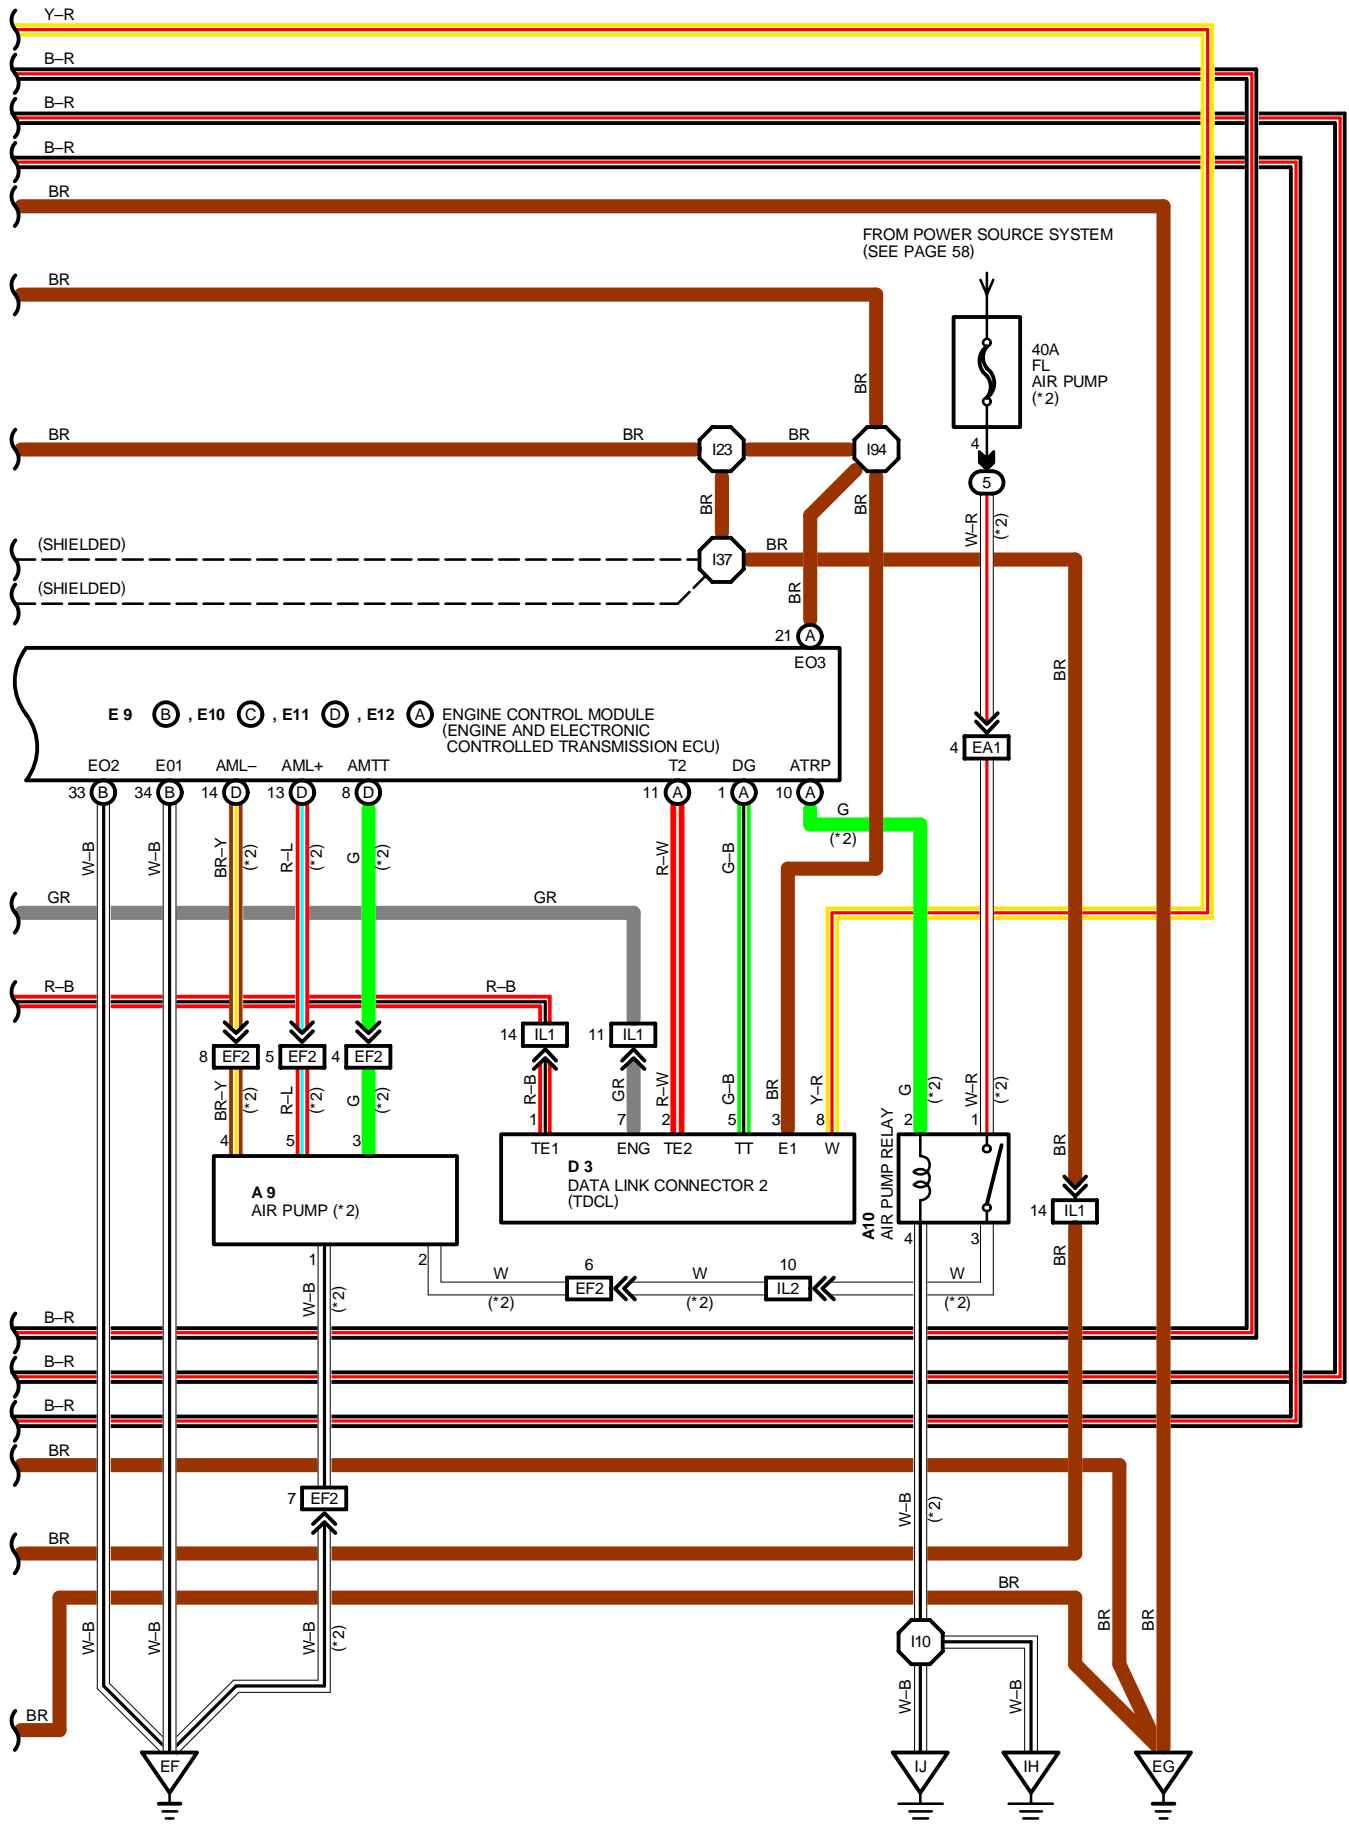 Y–R
B–R
B–R
B–R
BR
FROM POWER SOURCE SYSTEM
(SEE PAGE 58)
BR
40A
FL
AIR PUMP
(*2)
BR
BR
BR
BR
I23
I94
4
5
BR
BR
W–R
(*2)
(SHIELDED)
I37
BR
(SHIELDED)
BR
21 A
EO3
BR
E 9 B , E10 C , E11 D , E12 A ENGINE CONTROL MODULE
(ENGINE AND ELECTRONIC
CONTROLLED TRANSMISSION ECU)
4 EA1
EO2 E01 AML– AML+ AMTT T2 DG ATRP
33 B 34 B 14 D 13 D 8 D 11 A 1 A 10 A
G
(*2)
W–B
W–B
BR–Y
(*2)
R–L
(*2)
G
(*2)
R–W
G–B
GR
GR
R–B
R–B
14 IL1
11 IL1
8 EF2 5 EF2 4 EF2
BR–Y
(*2)
R–L
(*2)
G
(*2)
R–B
GR
R–W
G–B
BR
Y–R
G
(*2)
W–R
(*2)
4 5 3
1 7 2 5 3 8
2 1
TE1 ENG TE2 TT E1 W
D 3
DATA LINK CONNECTOR 2
(TDCL)
A 9
AIR PUMP (*2)
A10
AIR PUMP RELAY
BR
14 IL1
BR
1 2
4 3
W–B
(*2)
W
(*2)
6
EF2
W
(*2)
10
IL2
W
(*2)
B–R
B–R
B–R
BR
7 EF2
W–B
(*2)
BR
BR
W–B
W–B
W–B
(*2)
I10
BR
BR
W–B
W–B
BR
EF
IJ
IH
EG